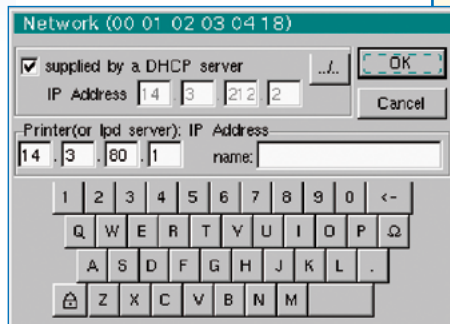 Network (00 01 02 03 04 18)
supplied by a DHCP server
../..
OK
IP Address 14 . 3 . 212 . 2
Cancel
Printer(or lpd server): IP Address
14 . 3 . 80 . 1 name:
1 2 3 4 5 6 7 8 9 0 <-
Q W E R T Y U I O P Ω
A S D F G H J K L .
Z X C V B N M